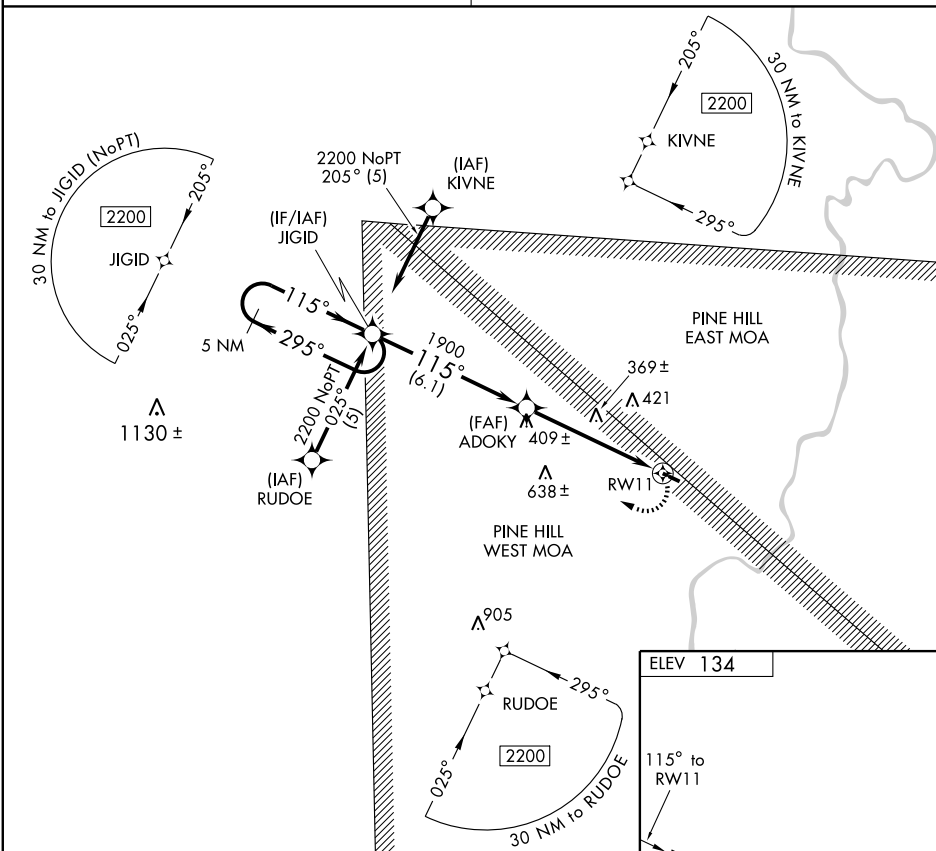 205°
30 NM to KIVNE
2200
KIVNE
295°
30 NM to JIGID (NoPT)
205°
2200
JIGID
025°
2200 NoPT
205° (5)
(IAF)
KIVNE
(IF/IAF)
JIGID
115°
295°
5 NM
1900
115°
(6.1)
2200 NoPT
025°
(5)
(IAF)
RUDOE
1130 ±
PINE HILL
EAST MOA
369 ±
421
(FAF)
ADOKY
409 ±
638 ±
RW11
PINE HILL
WEST MOA
905
RUDOE
295°
025°
2200
30 NM to RUDOE
ELEV 134
115° to
RW11